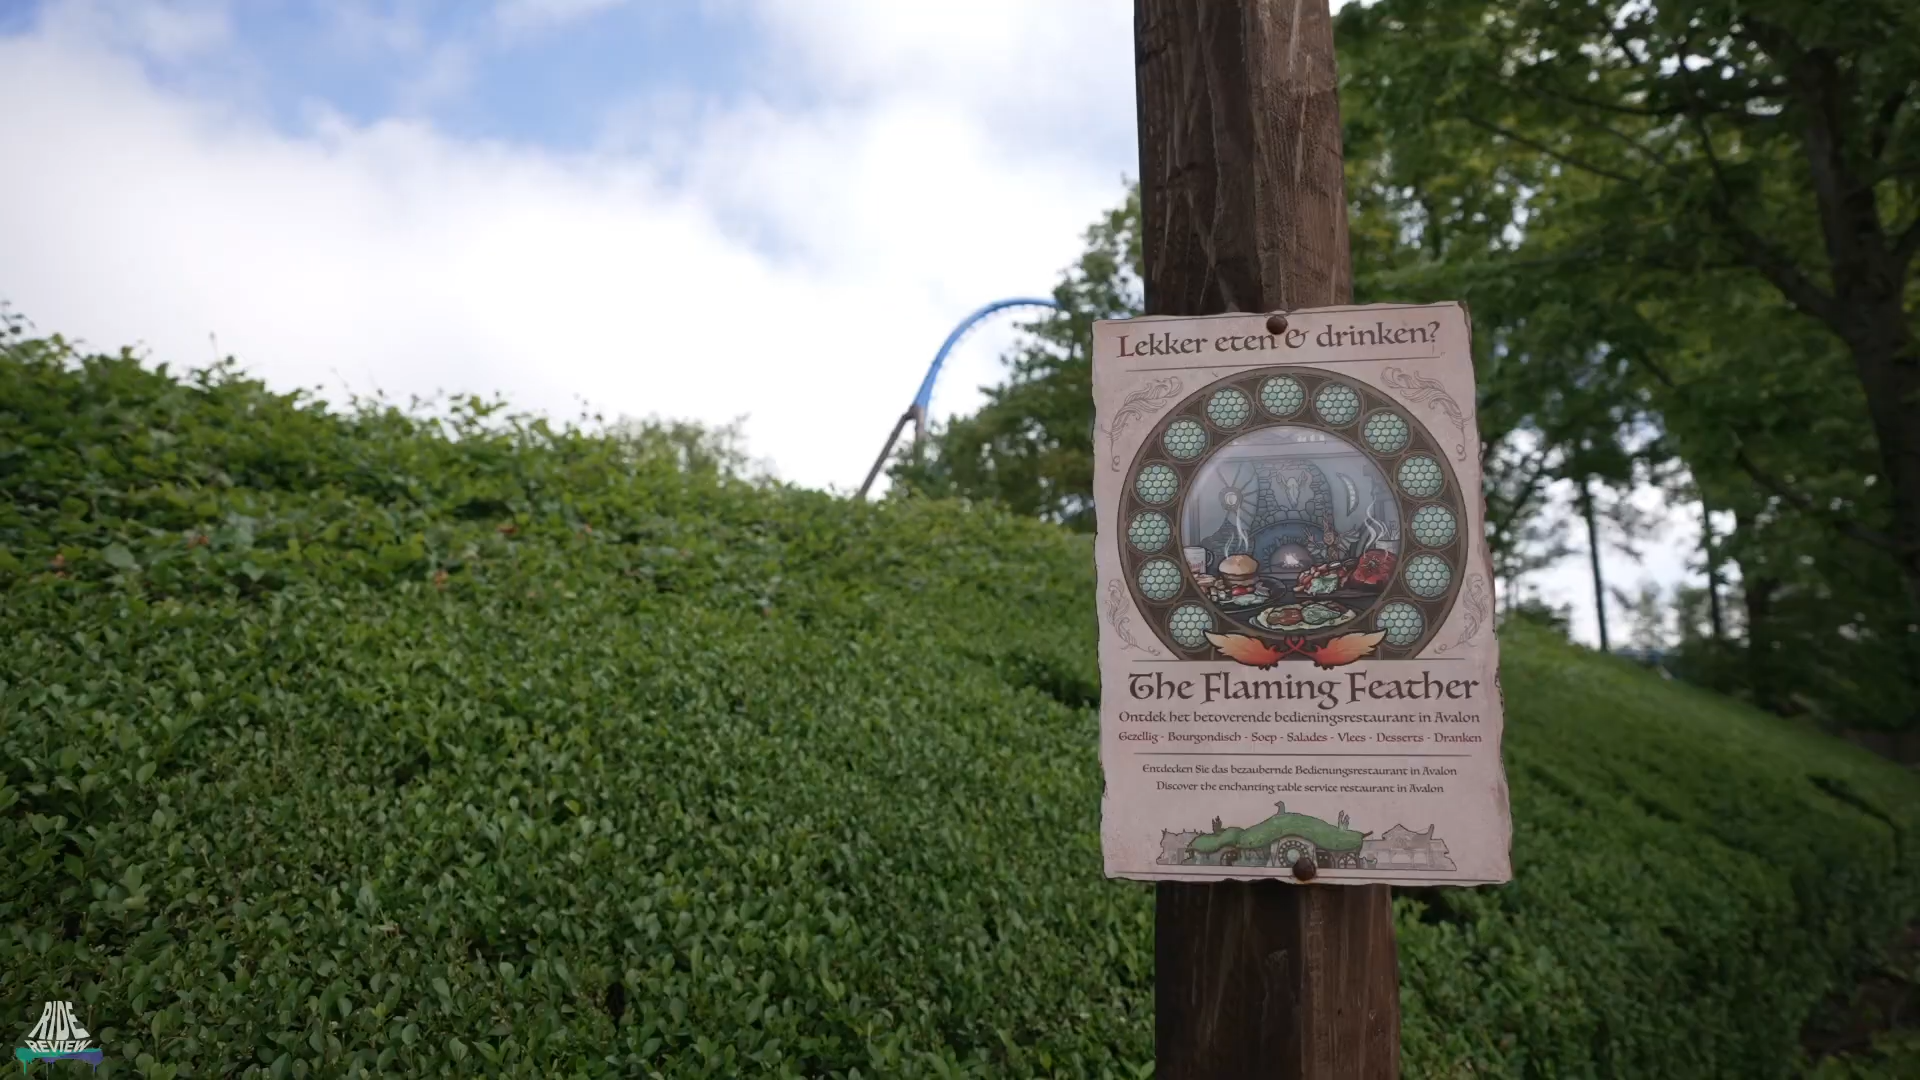 Lekker eten & drinken?
The Flaming Feather
Ontdek het betoverende bedieningsrestaurant in Avalon
Gezellig - Bourgondisch - Soep - Salades - Vlees - Desserts - Dranken
Entdecken Sie das bezaubernde Bedienungsrestaurant in Avalon
Discover the enchanting table service restaurant in Avalon
RIDE
REVIEW